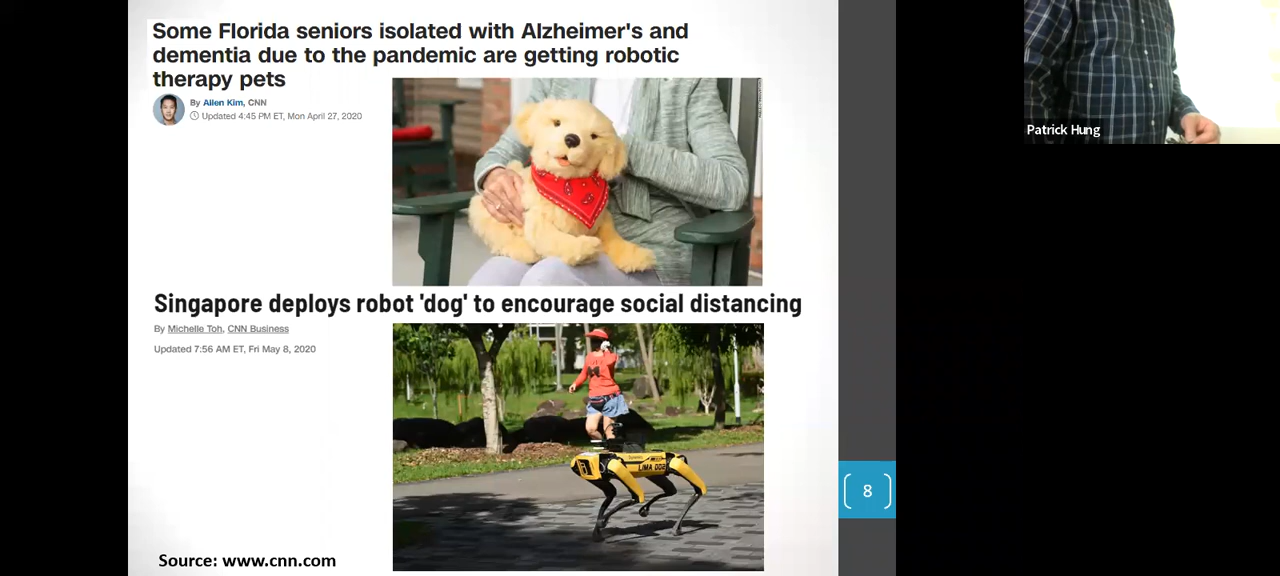 Some Florida seniors isolated with Alzheimer's and
dementia due to the pandemic are getting robotic
therapy pets
By Allen Kim, CNN
Updated 4:45 PM ET, Mon April 27, 2020
Singapore deploys robot 'dog' to encourage social distancing
By Michelle Toh, CNN Business
Updated 7:56 AM ET, Fri May 8, 2020
LIMA 002
Source: www.cnn.com
8
Patrick Hung